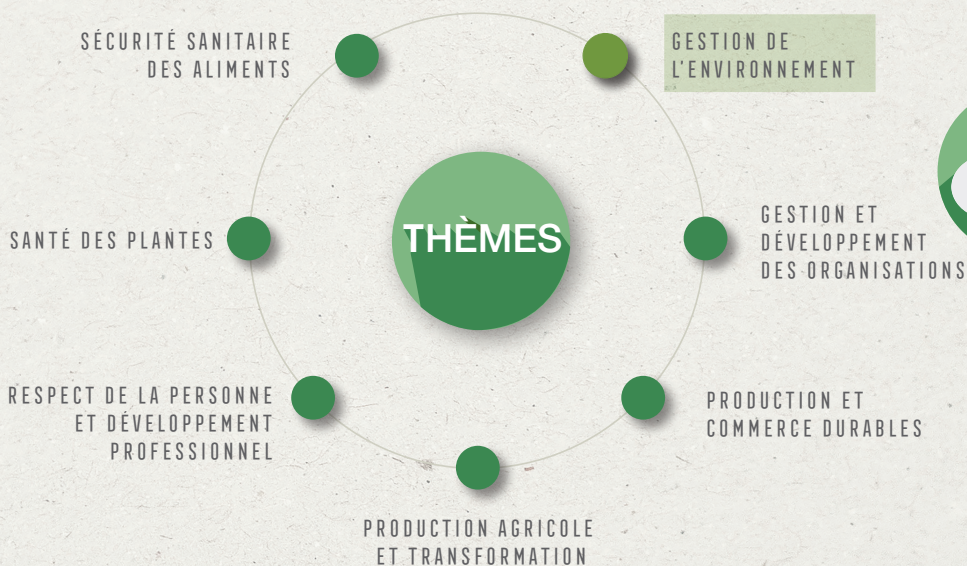 SÉCURITÉ SANITAIRE
DES ALIMENTS
GESTION DE
L'ENVIRONNEMENT
THÈMES
SANTÉ DES PLANTES
GESTION ET
DÉVELOPPEMENT
DES ORGANISATIONS
RESPECT DE LA PERSONNE
ET DÉVELOPPEMENT
PROFESSIONNEL
PRODUCTION ET
COMMERCE DURABLES
PRODUCTION AGRICOLE
ET TRANSFORMATION